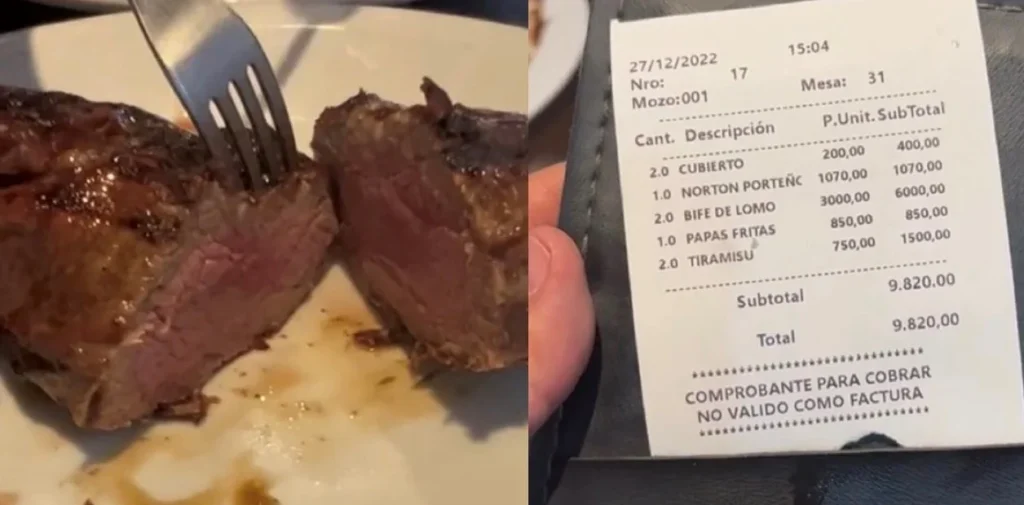 27/12/2022 15:04
Nro: 17
Mozo:001 Mesa: 31
Cant. Descripción P.Unit. SubTotal
2.0 CUBIERTO 200,00 400,00
1.0 NORTON PORTEÑO 1070,00 1070,00
2.0 BIFE DE LOMO 3000,00 6000,00
1.0 PAPAS FRITAS 850,00 850,00
2.0 TIRAMISU 750,00 1500,00
Subtotal 9.820.00
Total 9.820,00
COMPROBANTE PARA COBRAR
NO VALIDO COMO FACTURA